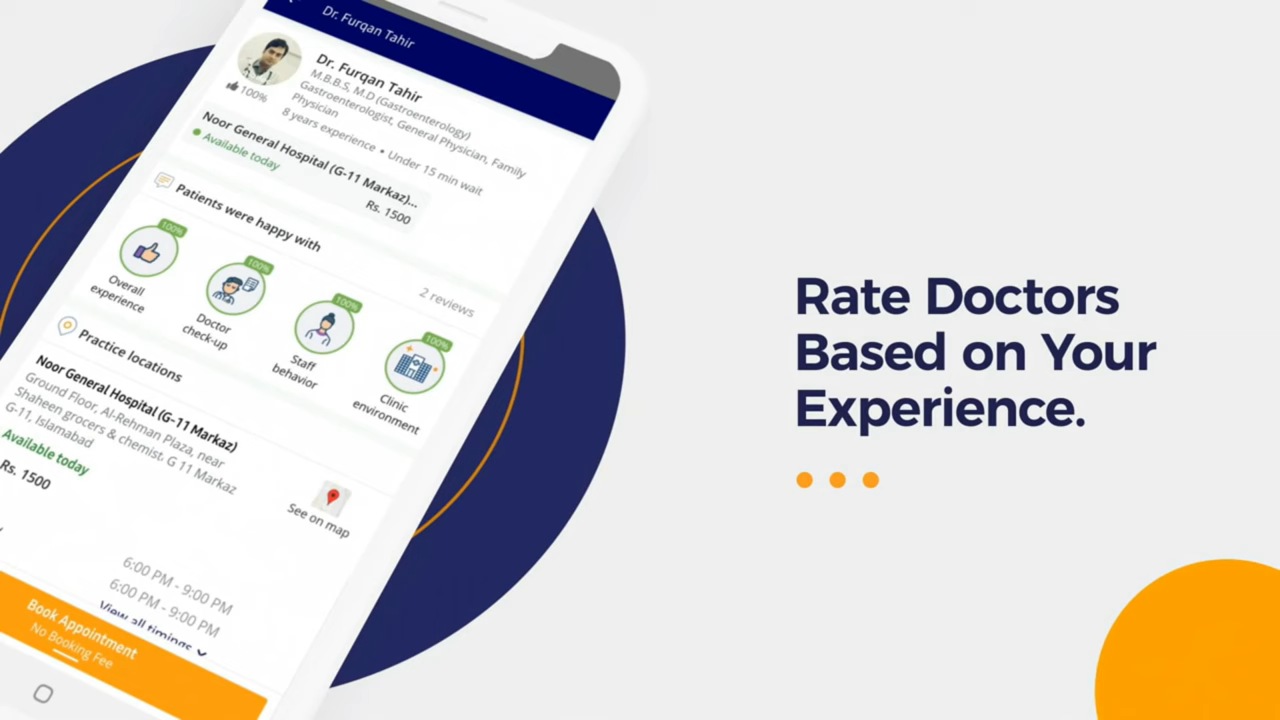 Dr. Furqan Tahir
Dr. Furqan Tahir
M.B.B.S, M.D (Gastroenterology)
Gastroenterologist, General Physician, Family
Physician
8 years experience • Under 15 min wait
100%
Noor General Hospital (G-11 Markaz)...
Available today
Rs. 1500
Patients were happy with
2 reviews
100%
100%
100%
100%
Overall
experience
Doctor
check-up
Staff
behavior
Clinic
environment
Practice locations
Noor General Hospital (G-11 Markaz)
Ground Floor, Al-Rehman Plaza, near
Shaheen grocers & chemist. G 11 Markaz
G-11, Islamabad
Available today
Rs. 1500
See on map
6:00 PM - 9:00 PM
6:00 PM - 9:00 PM
View all timings
Book Appointment
No Booking Fee
Rate Doctors
Based on Your
Experience.